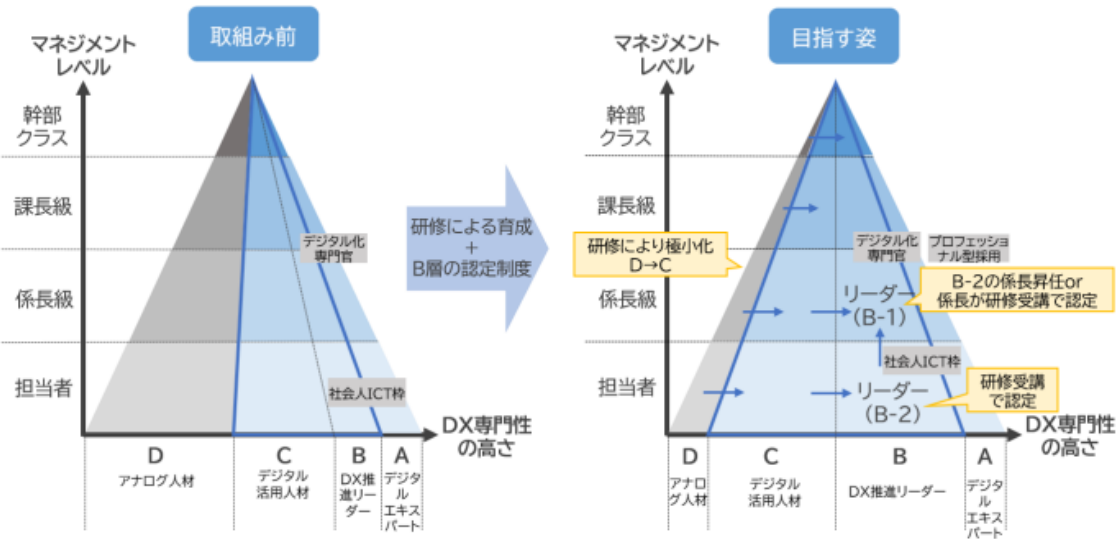 取組み前
マネジメント
レベル
幹部
クラス
課長級
係長級
担当者
デジタル化
専門官
社会人ICT枠
DX専門性
の高さ
D
アナログ人材
C
デジタル
活用人材
B
DX推
進リー
ダー
A
デジタ
ル
エキス
パート
研修による育成
+
B層の認定制度
目指す姿
マネジメント
レベル
幹部
クラス
課長級
係長級
担当者
研修により極小化
D→C
デジタル化
専門官
プロフェッショ
ナル型採用
リーダー
(B-1)
B-2の係長昇任or
係長が研修受講で認定
社会人ICT枠
リーダー
(B-2)
研修受講
で認定
DX専門性
の高さ
D
アナロ
グ人材
C
デジタル
活用人材
B
DX推進リーダー
A
デジタ
ル
エキス
パート